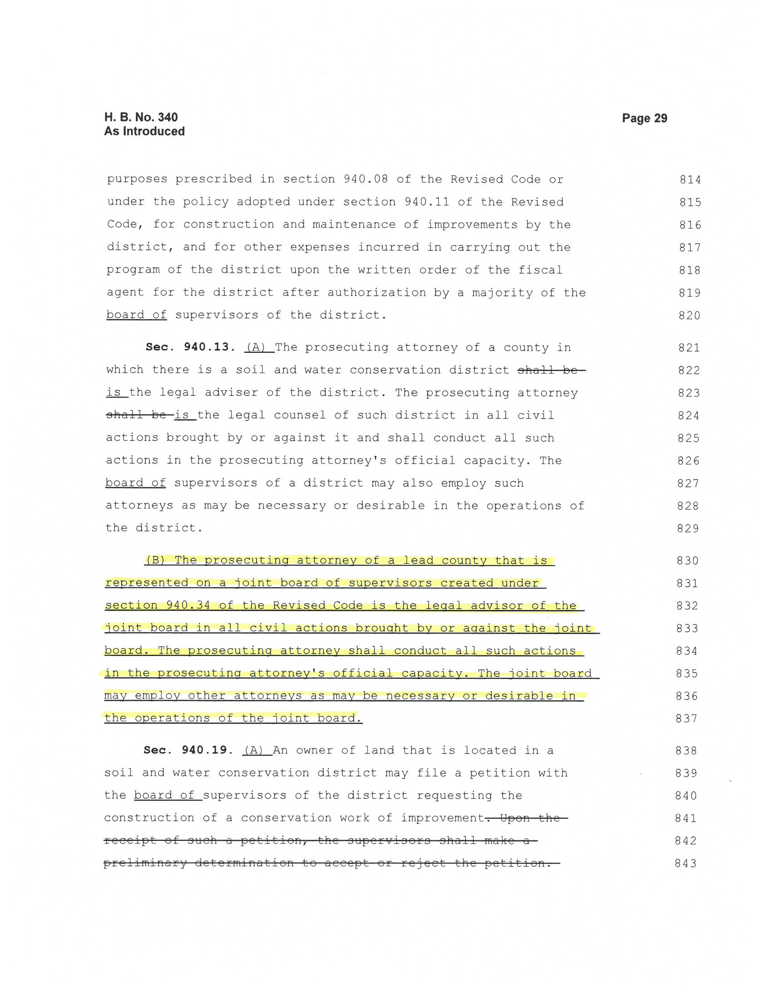 H. B. No. 340 Page 29
As Introduced
purposes prescribed in section 940.08 of the Revised Code or 814
under the policy adopted under section 940.11 of the Revised 815
Code, for construction and maintenance of improvements by the 816
district, and for other expenses incurred in carrying out the 817
program of the district upon the written order of the fiscal 818
agent for the district after authorization by a majority of the 819
board of supervisors of the district. 820
Sec. 940.13. (A) The prosecuting attorney of a county in 821
which there is a soil and water conservation district shall be 822
is the legal adviser of the district. The prosecuting attorney 823
shall be is the legal counsel of such district in all civil 824
actions brought by or against it and shall conduct all such 825
actions in the prosecuting attorney's official capacity. The 826
board of supervisors of a district may also employ such 827
attorneys as may be necessary or desirable in the operations of 828
the district. 829
(B) The prosecuting attorney of a lead county that is 830
represented on a joint board of supervisors created under 831
section 940.34 of the Revised Code is the legal advisor of the 832
joint board in all civil actions brought by or against the joint 833
board. The prosecuting attorney shall conduct all such actions 834
in the prosecuting attorney's official capacity. The joint board 835
may employ other attorneys as may be necessary or desirable in 836
the operations of the joint board. 837
Sec. 940.19. (A) An owner of land that is located in a 838
soil and water conservation district may file a petition with 839
the board of supervisors of the district requesting the 840
construction of a conservation work of improvement. Upon the 841
receipt of such a petition, the supervisors shall make a 842
preliminary determination to accept or reject the petition. 843